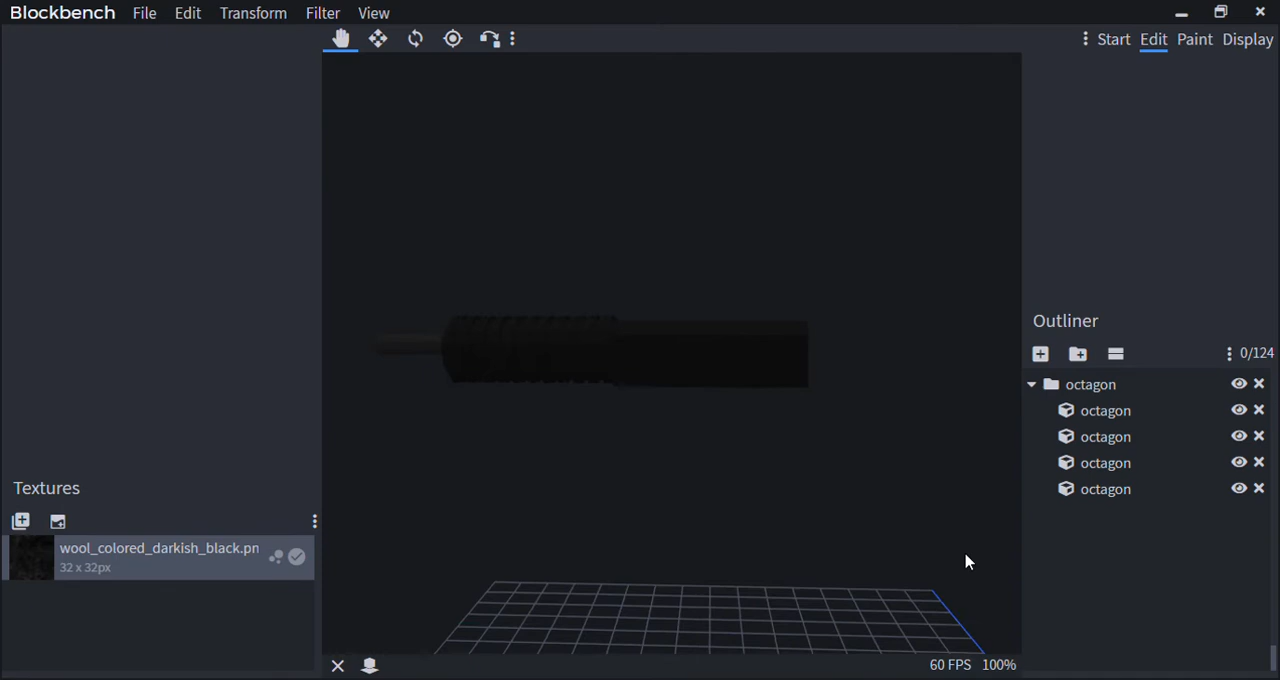 Blockbench File Edit Transform Filter View
Start Edit Paint Display
Outliner
0/124
octagon
octagon
octagon
octagon
octagon
Textures
wool_colored_darkish_black.pn
32 x 32px
60 FPS 100%